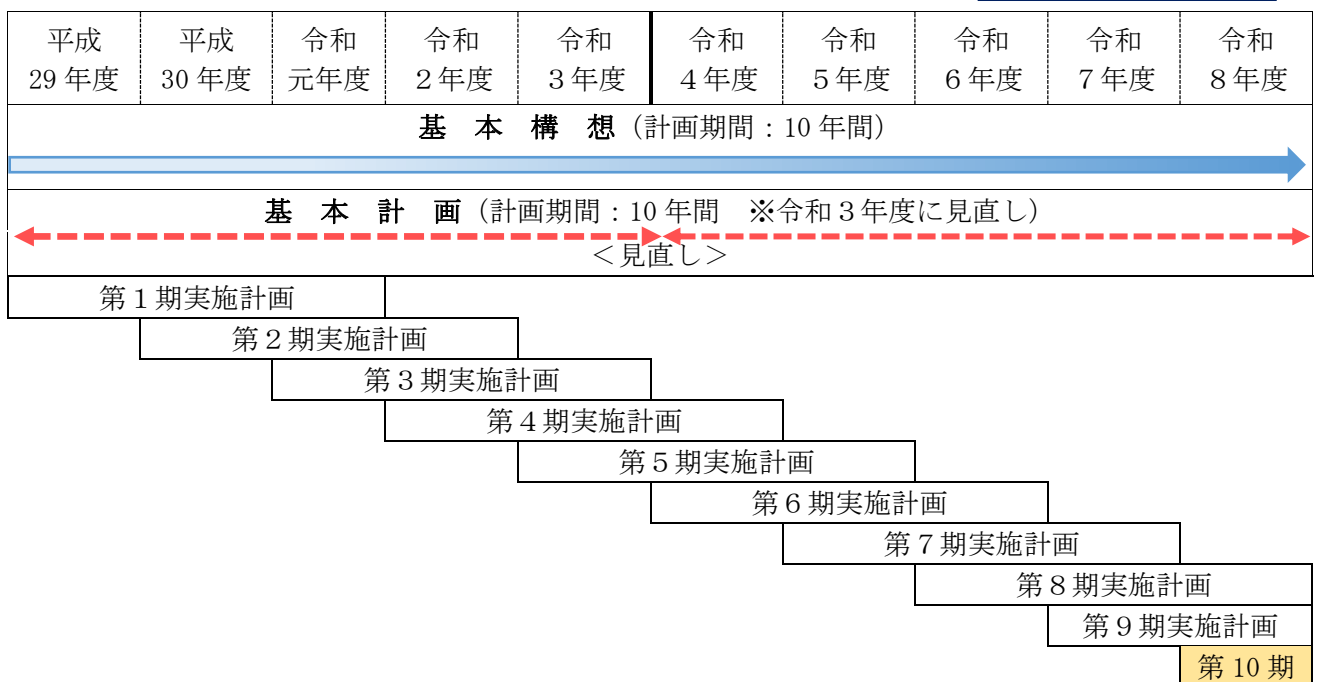 平成 平成 令和 令和 令和 令和 令和 令和 令和 令和
29年度 30年度 元年度 2年度 3年度 4年度 5年度 6年度 7年度 8年度
基本構想（計画期間：10年間）
基本計画（計画期間：10年間　※令和3年度に見直し）
＜見直し＞
第1期実施計画
第2期実施計画
第3期実施計画
第4期実施計画
第5期実施計画
第6期実施計画
第7期実施計画
第8期実施計画
第9期実施計画
第10期